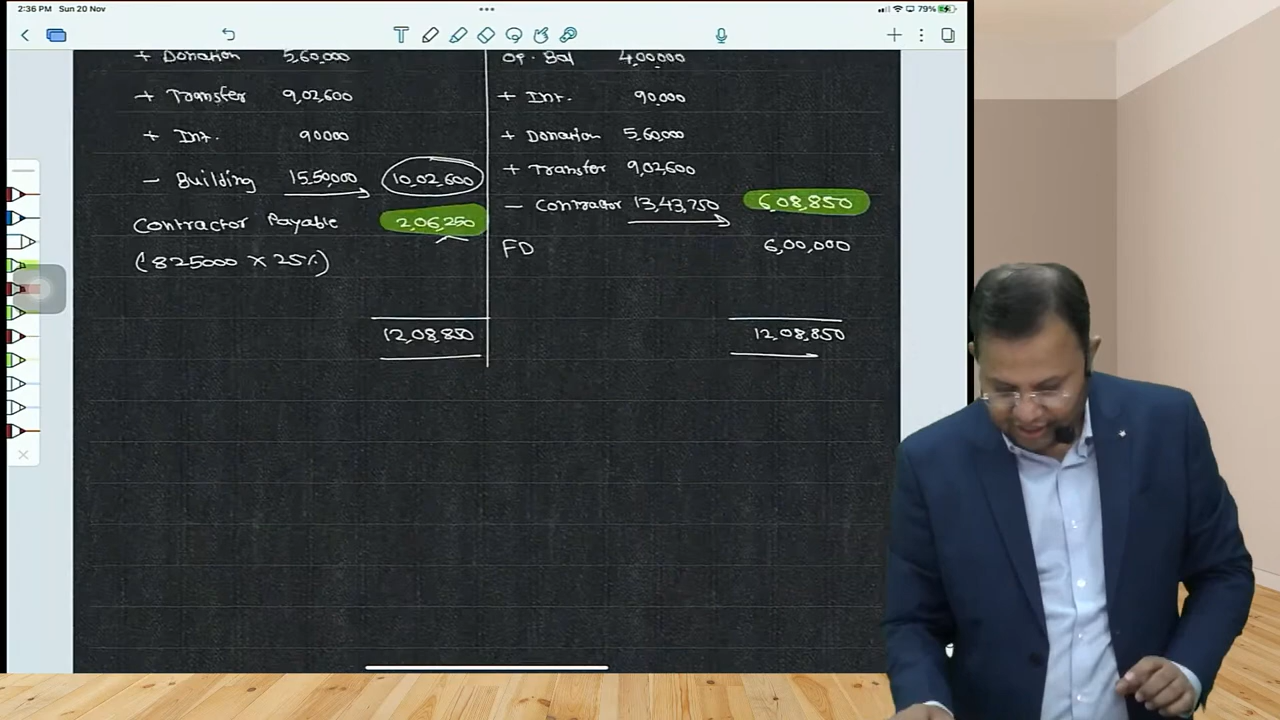 2:36 PM Sun 20 Nov
79%
+ Donation 5,60,000
+ Transfer 9,02,600
+ Int. 90000
- Building 15,50,000 10,02,600
Contractor Payable 2,06,250
(825000 × 25%)
12,08,850
Op. Bal 4,00,000
+ Int. 90,000
+ Donation 5,60,000
+ Transfer 9,02,600
- Contractor 13,43,750 6,08,850
FD 6,00,000
12,08,850